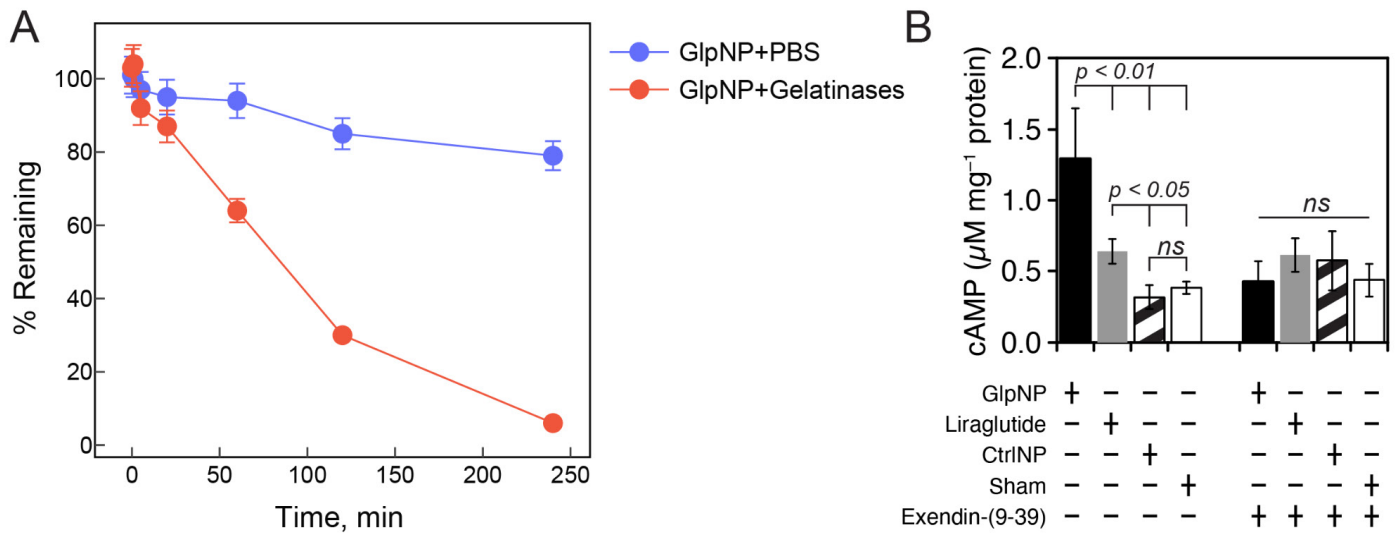 A
GlpNP+PBS
GlpNP+Gelatinases
% Remaining
100
80
60
40
20
0
0 50 100 150 200 250
Time, min
B
cAMP (µM mg⁻¹ protein)
2.0
1.5
1.0
0.5
0.0
p < 0.01
p < 0.05
ns
ns
GlpNP + − − − + − − −
Liraglutide − + − − − + − −
CtrlNP − − + − − − + −
Sham − − − + − − − +
Exendin-(9-39) − − − − + + + +